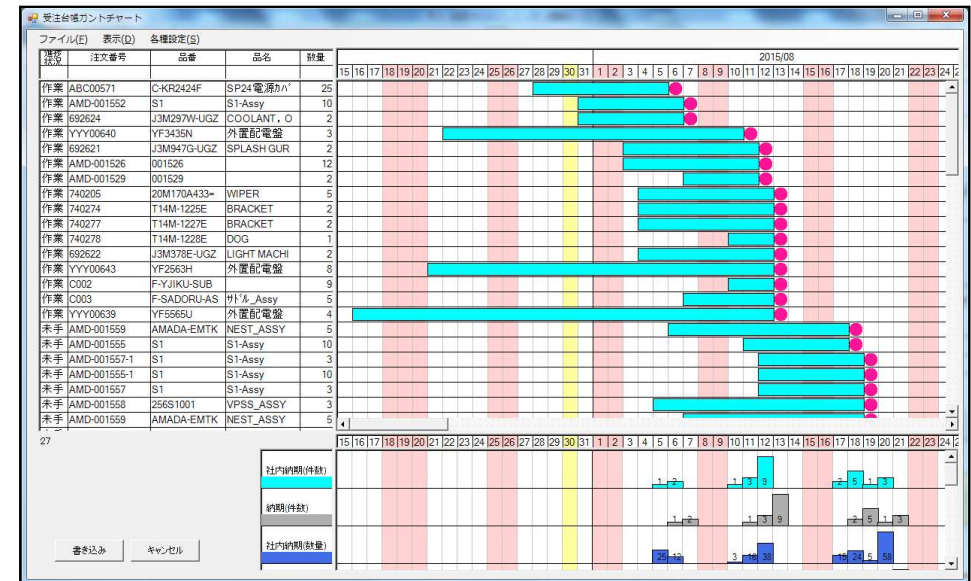 受注台帳ガントチャート
ファイル(F) 表示(D) 各種設定(S)
進捗状況 注文番号 品番 品名 数量 2015/08
15 16 17 18 19 20 21 22 23 24 25 26 27 28 29 30 31 1 2 3 4 5 6 7 8 9 10 11 12 13 14 15 16 17 18 19 20 21 22 23 24 2
作業 ABC00571 C-KR2424F SP24電源ｶﾊﾞ 25
作業 AMD-001552 S1 S1-Assy 10
作業 692624 J3M297W-UGZ COOLANT，O 2
作業 YYY00640 YF3435N 外置配電盤 3
作業 692621 J3M947G-UGZ SPLASH GUR 2
作業 AMD-001526 001526 12
作業 AMD-001529 001529 2
作業 740205 20M170A433= WIPER 5
作業 740274 T14M-1225E BRACKET 2
作業 740277 T14M-1227E BRACKET 2
作業 740278 T14M-1228E DOG 1
作業 692622 J3M378E-UGZ LIGHT MACHI 2
作業 YYY00643 YF2563H 外置配電盤 8
作業 C002 F-YJIKU-SUB 9
作業 C003 F-SADORU-AS ｻﾄﾞﾙ_Assy 5
作業 YYY00639 YF5565U 外置配電盤 4
未手 AMD-001559 AMADA-EMTK NEST_ASSY 5
未手 AMD-001555 S1 S1-Assy 10
未手 AMD-001557-1 S1 S1-Assy 3
未手 AMD-001555-1 S1 S1-Assy 10
未手 AMD-001557 S1 S1-Assy 3
未手 AMD-001558 256S1001 VPSS_ASSY 3
未手 AMD-001559 AMADA-EMTK NEST_ASSY 5
27
15 16 17 18 19 20 21 22 23 24 25 26 27 28 29 30 31 1 2 3 4 5 6 7 8 9 10 11 12 13 14 15 16 17 18 19 20 21 22 23 24 2
社内納期(件数) 1 2 1 3 9 2 5 1 3
納期(件数) 1 2 1 3 9 2 5 1 3
社内納期(数量) 25 12 3 16 38 15 24 5 58
書き込み キャンセル